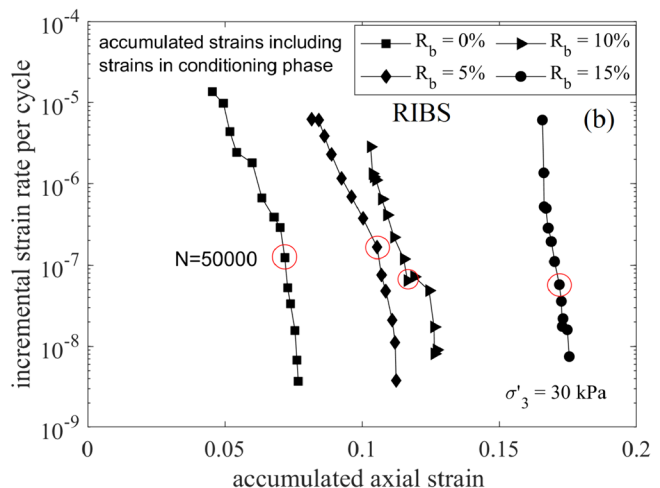 10^-4
accumulated strains including
strains in conditioning phase
R_b = 0%
R_b = 10%
R_b = 5%
R_b = 15%
10^-5
RIBS
(b)
10^-6
N=50000
10^-7
10^-8
σ'_3 = 30 kPa
10^-9
0
0.05
0.1
0.15
0.2
accumulated axial strain
incremental strain rate per cycle